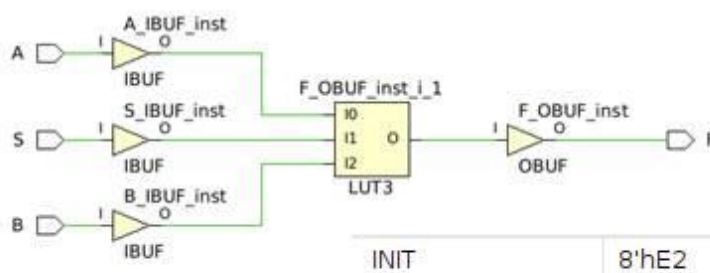 A_IBUF_inst
A
I
O
IBUF
F_OBUF_inst_i_1
S_IBUF_inst
S
I
O
IBUF
I0
I1
I2
O
LUT3
F_OBUF_inst
I
O
OBUF
B_IBUF_inst
B
I
O
IBUF
INIT 8'hE2